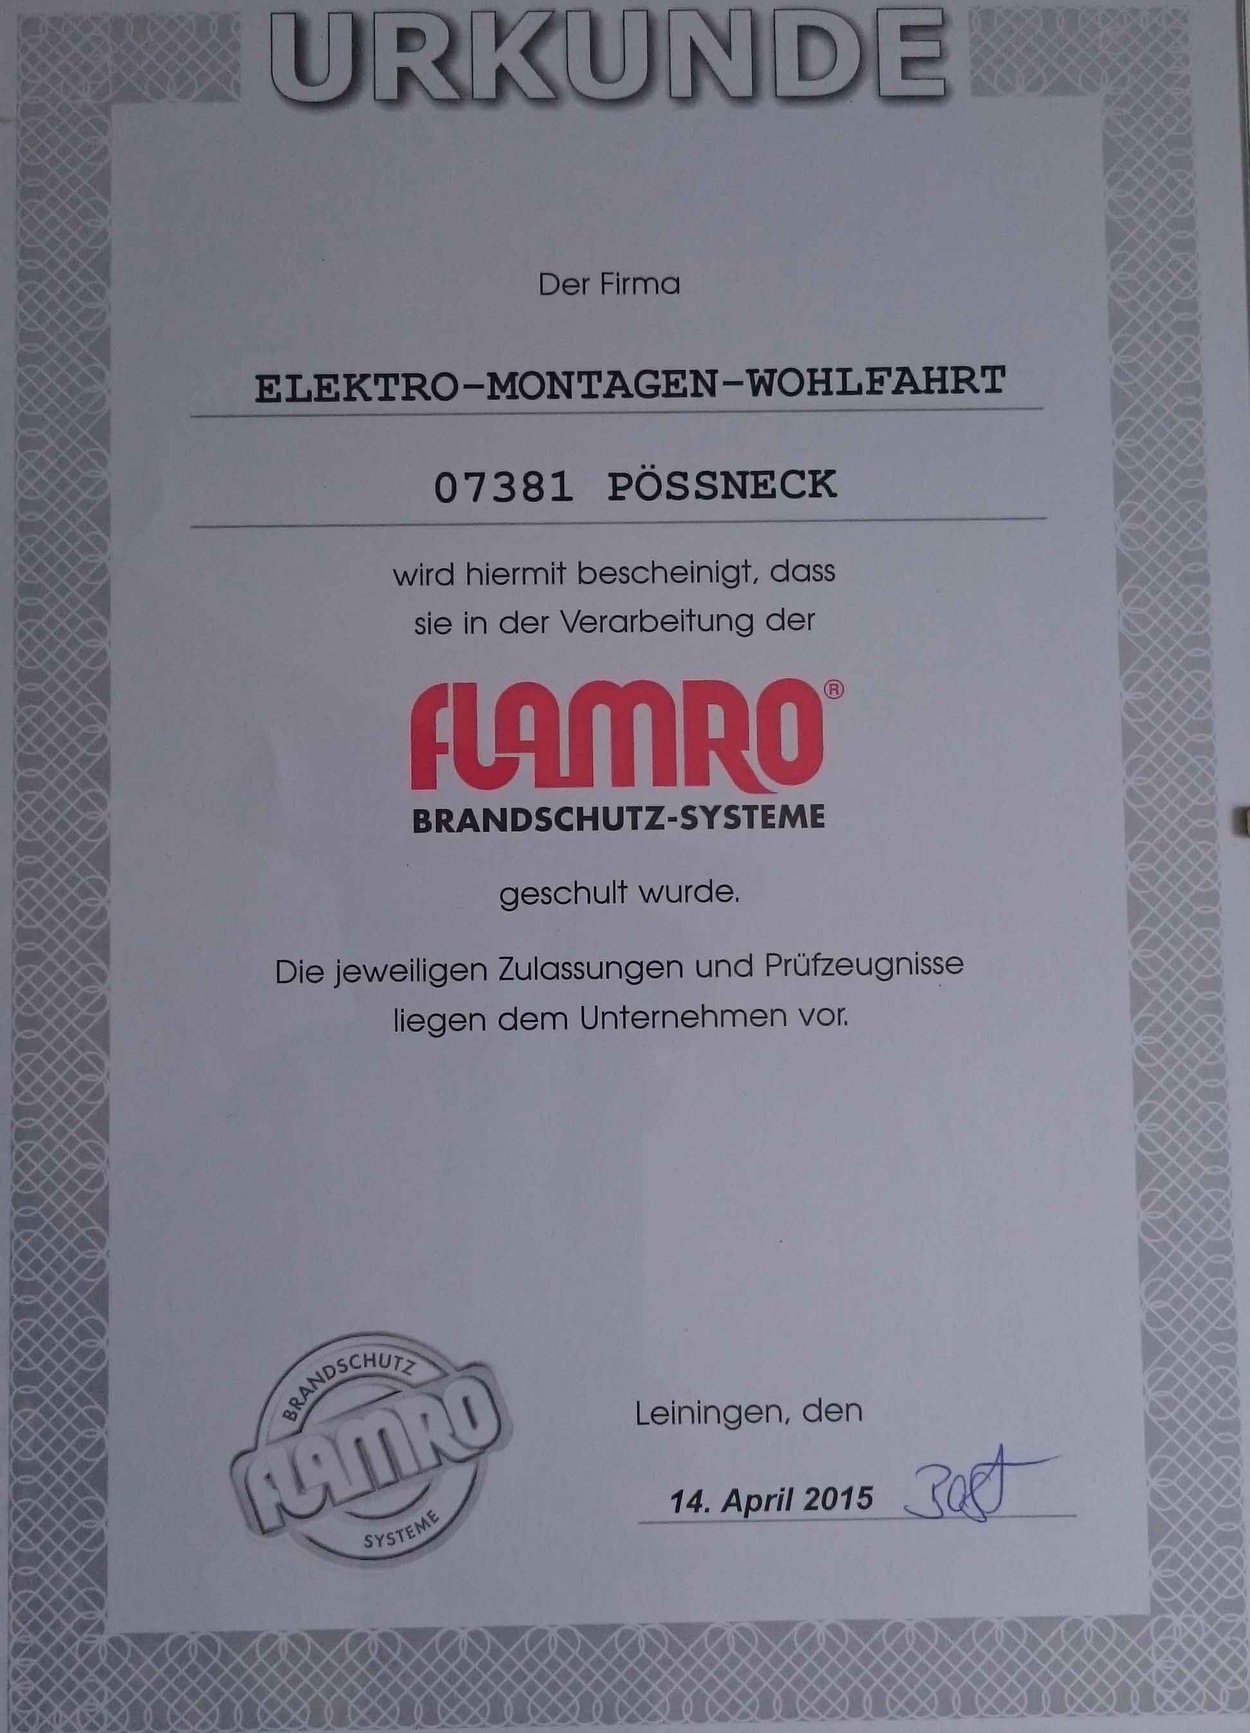 URKUNDE
Der Firma
ELEKTRO-MONTAGEN-WOHLFAHRT
07381 PÖSSNECK
wird hiermit bescheinigt, dass
sie in der Verarbeitung der
FLAMRO®
BRANDSCHUTZ-SYSTEME
geschult wurde.
Die jeweiligen Zulassungen und Prüfzeugnisse
liegen dem Unternehmen vor.
BRANDSCHUTZ
FLAMRO
SYSTEME
Leiningen, den
14. April 2015